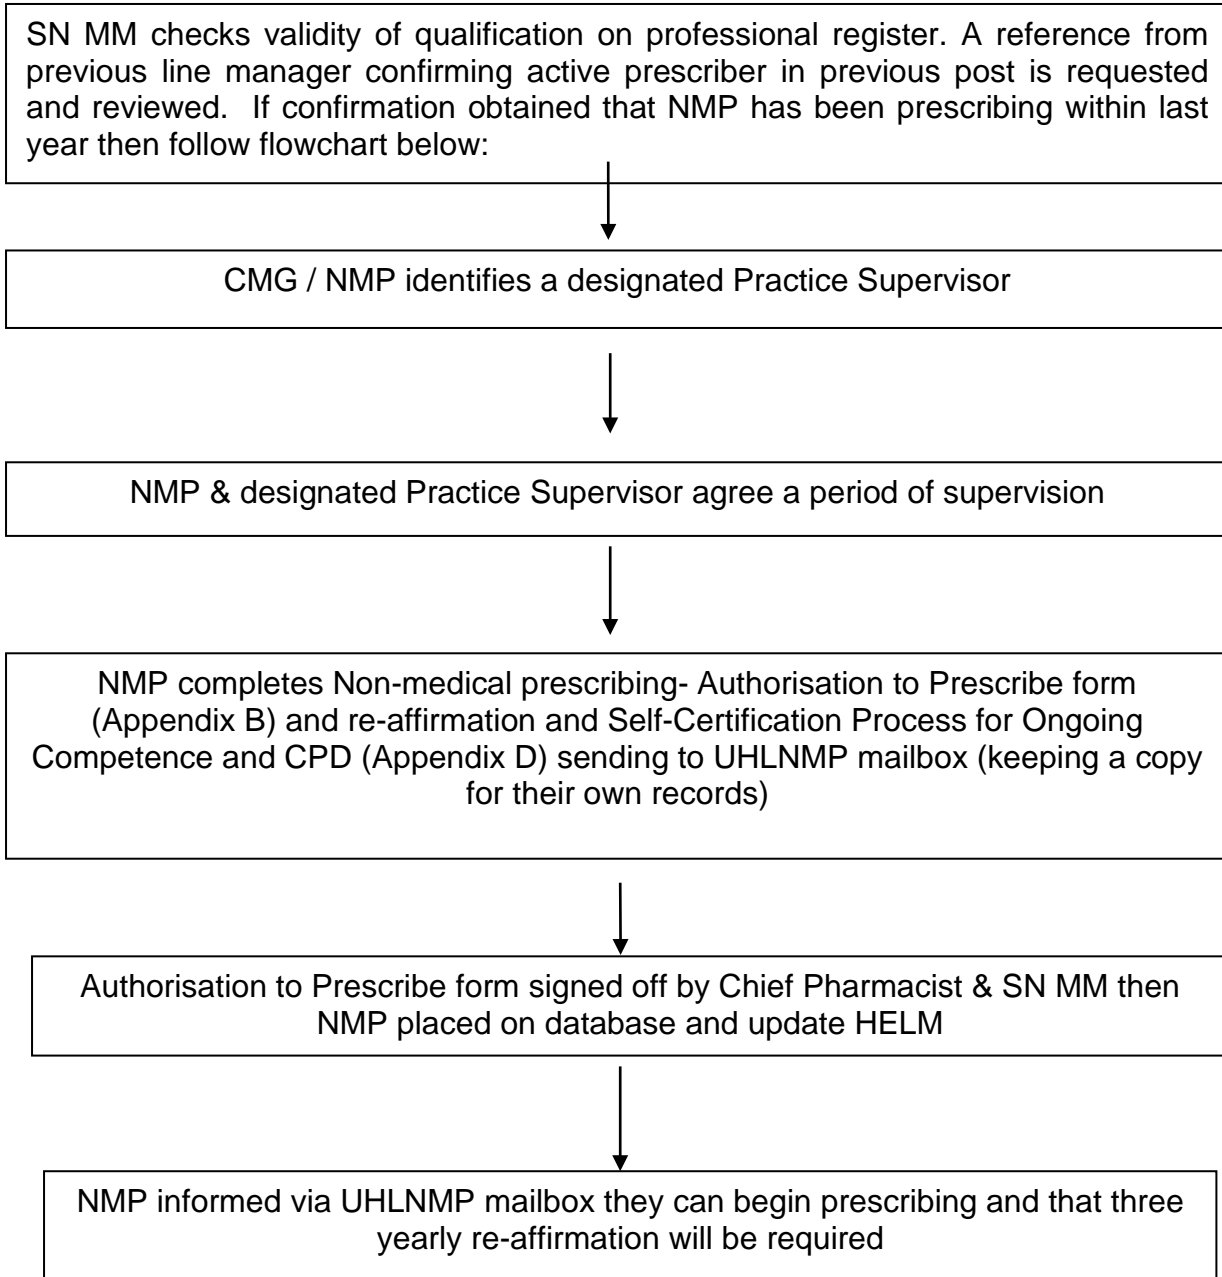 SN MM checks validity of qualification on professional register. A reference from
previous line manager confirming active prescriber in previous post is requested
and reviewed. If confirmation obtained that NMP has been prescribing within last
year then follow flowchart below:
CMG / NMP identifies a designated Practice Supervisor
NMP & designated Practice Supervisor agree a period of supervision
NMP completes Non-medical prescribing- Authorisation to Prescribe form
(Appendix B) and re-affirmation and Self-Certification Process for Ongoing
Competence and CPD (Appendix D) sending to UHLNMP mailbox (keeping a copy
for their own records)
Authorisation to Prescribe form signed off by Chief Pharmacist & SN MM then
NMP placed on database and update HELM
NMP informed via UHLNMP mailbox they can begin prescribing and that three
yearly re-affirmation will be required